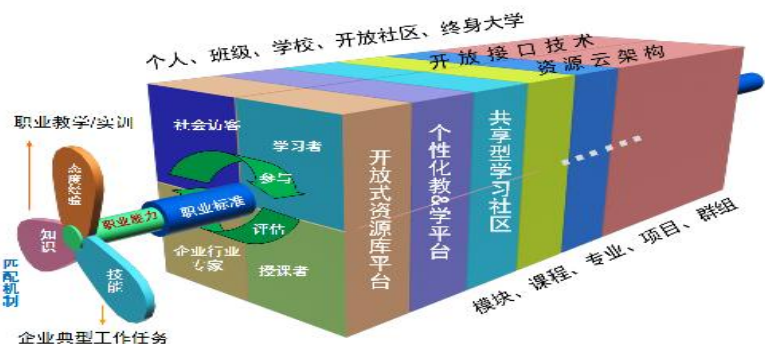 个人、班级、学校、开放社区、终身大学
开放接口技术
资源云架构
职业教学/实训
社会访客
学习者
参与
态度经验
知识
技能
职业能力
职业标准
评估
企业行业
专家
授课者
开放式资源库平台
个性化教&学平台
共享型学习社区
......
匹配机制
企业典型工作任务
模块、课程、专业、项目、群组